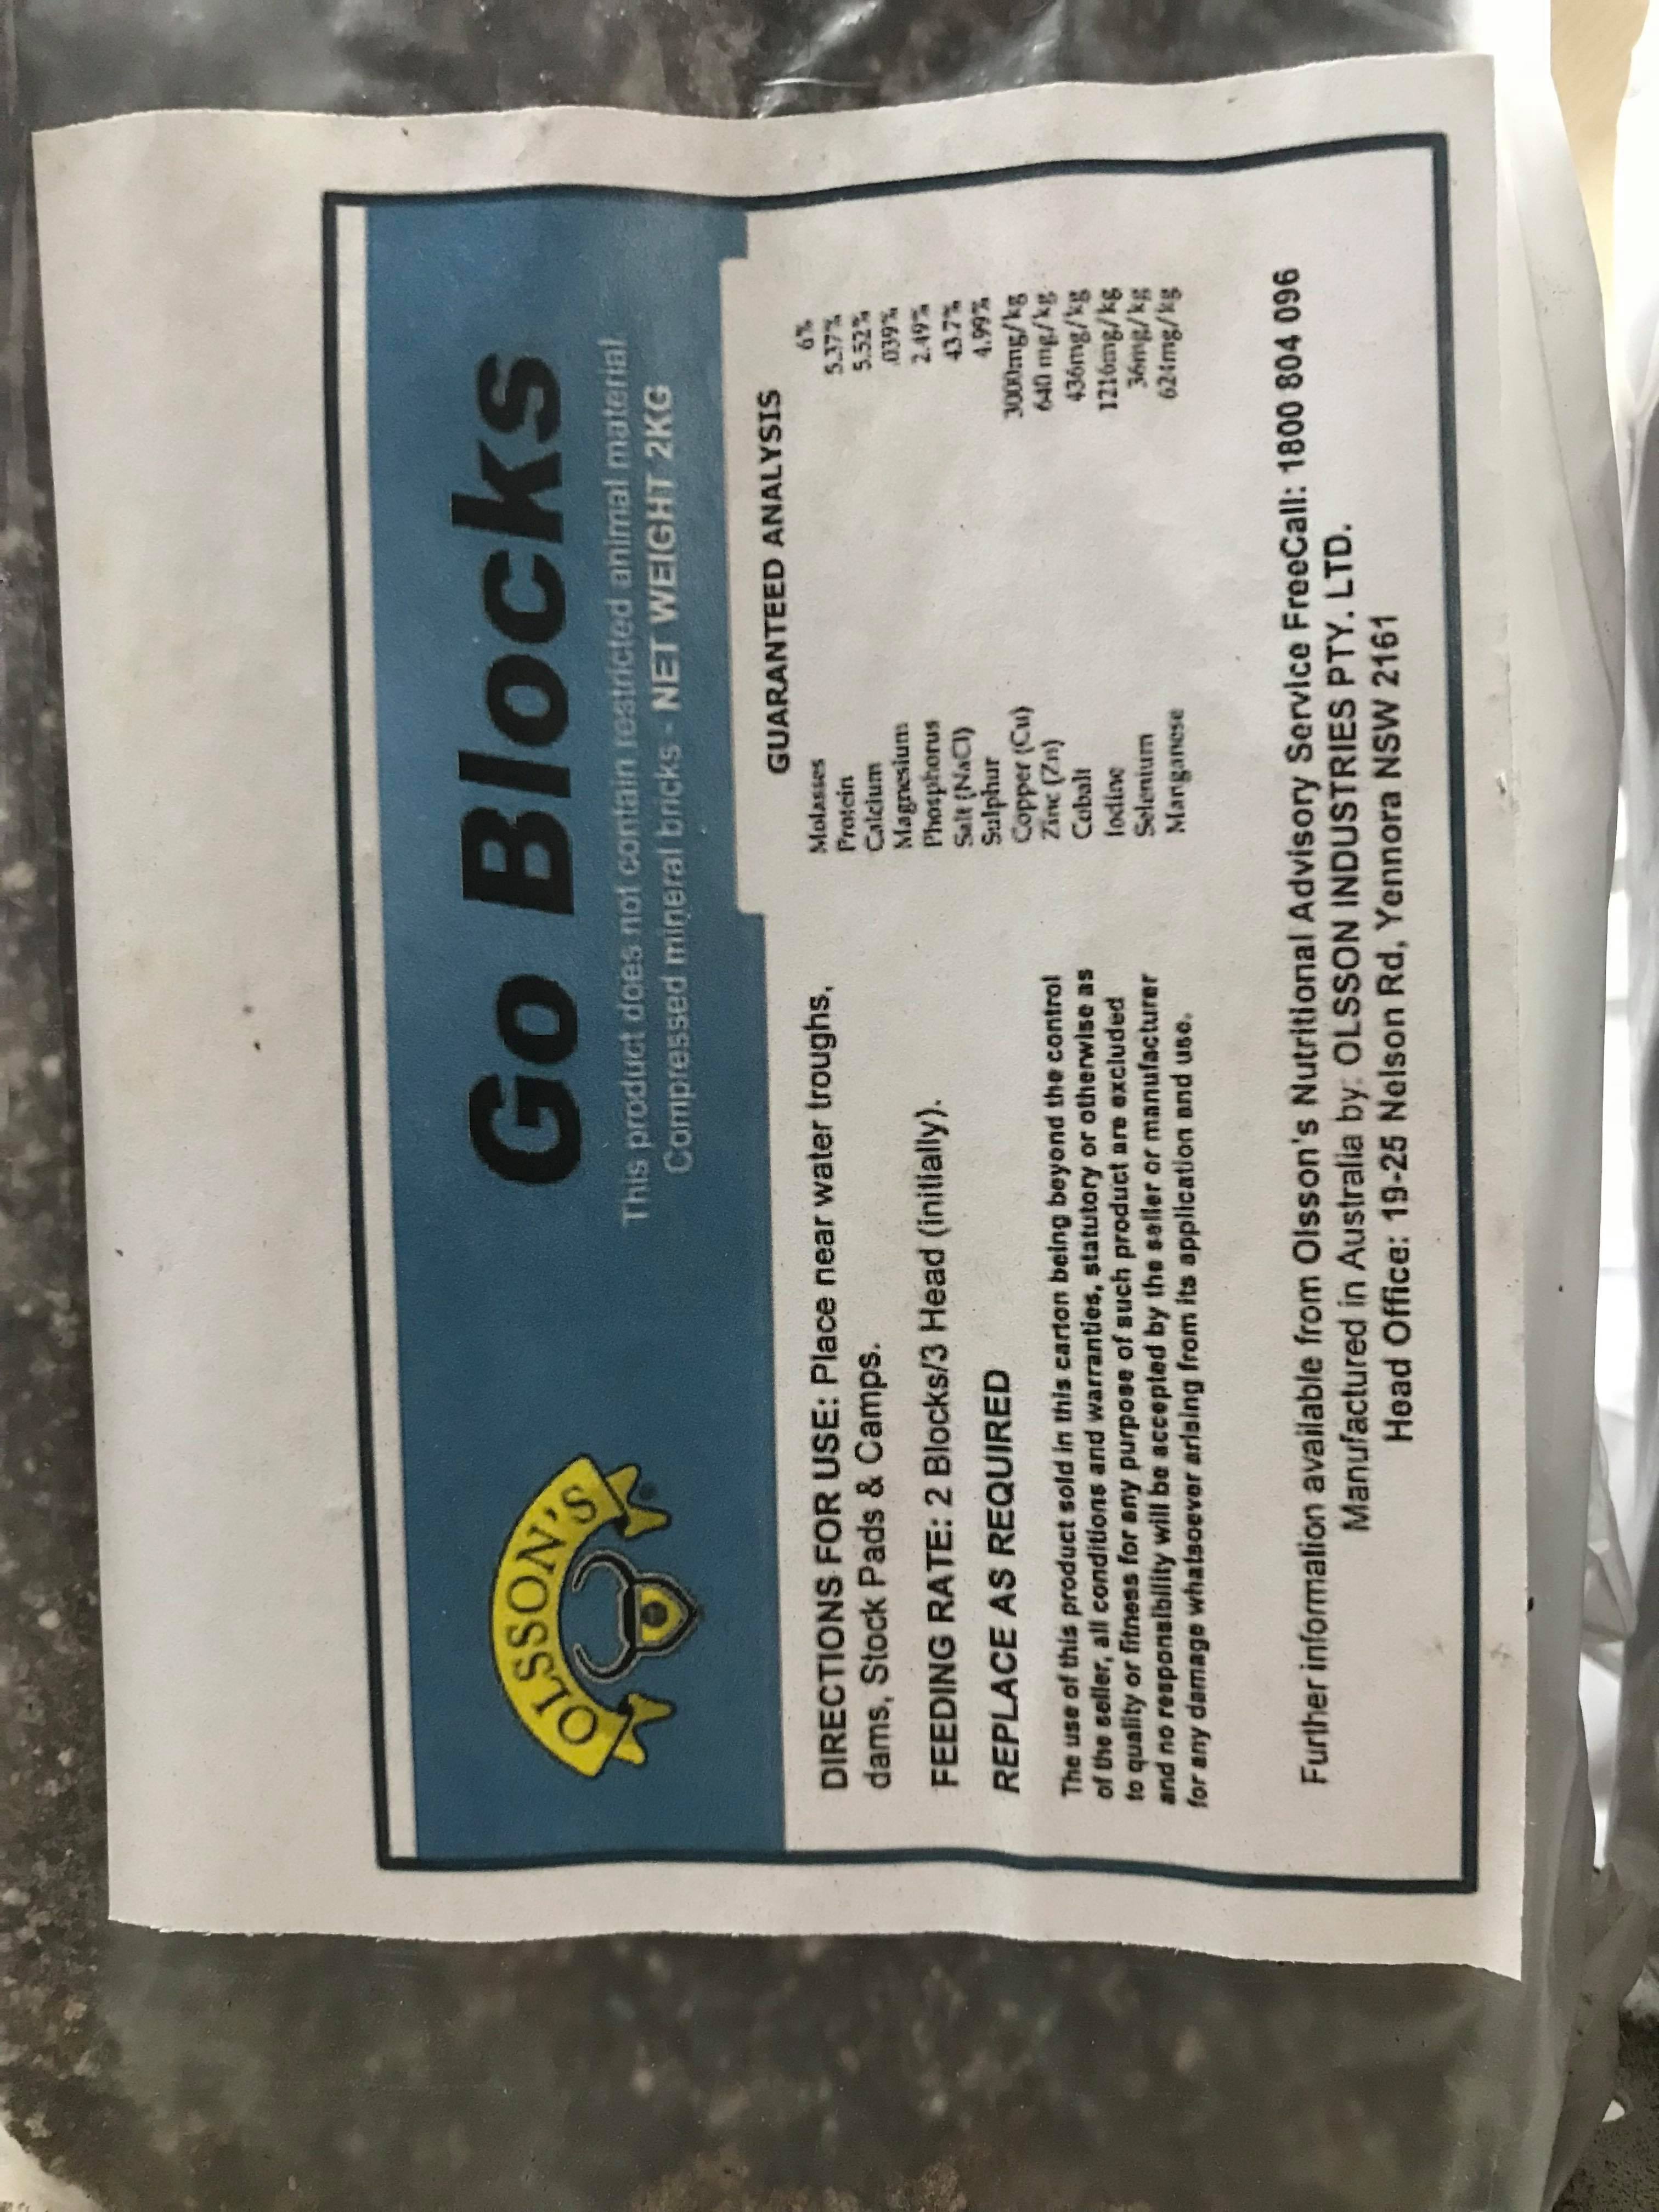 OLSSON'S
Go Blocks
This product does not contain restricted animal material
Compressed mineral bricks - NET WEIGHT 2KG
DIRECTIONS FOR USE: Place near water troughs,
dams, Stock Pads & Camps.
FEEDING RATE: 2 Blocks/3 Head (initially).
REPLACE AS REQUIRED
The use of this product sold in this carton being beyond the control
of the seller, all conditions and warranties, statutory or otherwise as
to quality or fitness for any purpose of such product are excluded
and no responsibility will be accepted by the seller or manufacturer
for any damage whatsoever arising from its application and use.
GUARANTEED ANALYSIS
Molasses 6%
Protein 5.37%
Calcium 5.52%
Magnesium .039%
Phosphorus 2.49%
Salt (NaCl) 43.7%
Sulphur 4.99%
Copper (Cu) 3000mg/kg
Zinc (Zn) 640 mg/kg
Cobalt 436mg/kg
Iodine 1216mg/kg
Selenium 36mg/kg
Manganese 624mg/kg
Further information available from Olsson's Nutritional Advisory Service FreeCall: 1800 804 096
Manufactured in Australia by: OLSSON INDUSTRIES PTY. LTD.
Head Office: 19-25 Nelson Rd, Yennora NSW 2161